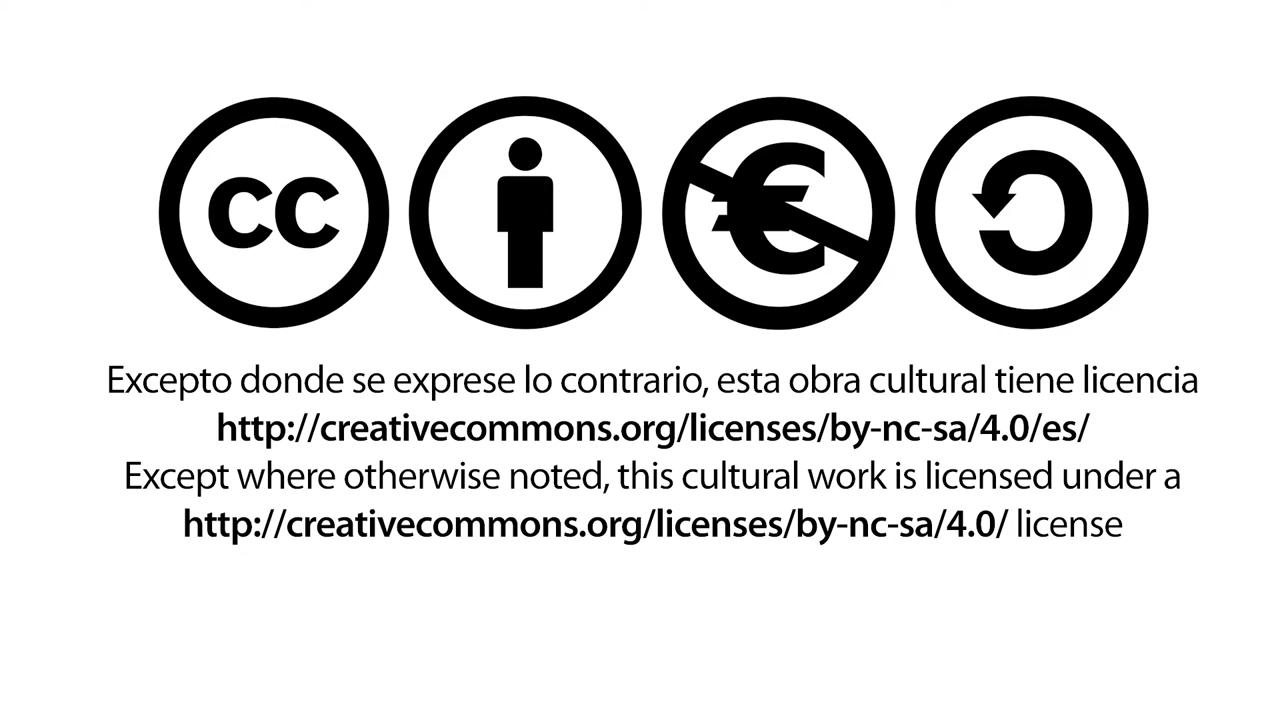 cc
€
Excepto donde se exprese lo contrario, esta obra cultural tiene licencia
http://creativecommons.org/licenses/by-nc-sa/4.0/es/
Except where otherwise noted, this cultural work is licensed under a
http://creativecommons.org/licenses/by-nc-sa/4.0/ license